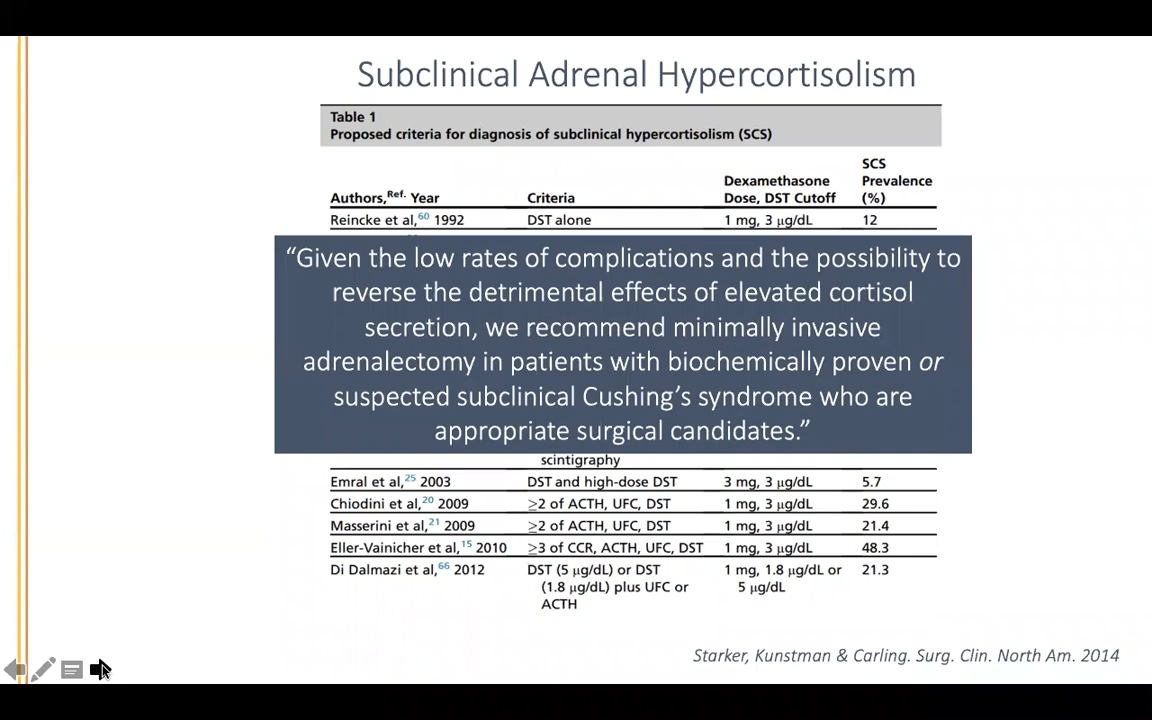 Subclinical Adrenal Hypercortisolism
Table 1
Proposed criteria for diagnosis of subclinical hypercortisolism (SCS)
Authors,Ref. Year Criteria Dexamethasone Dose, DST Cutoff SCS Prevalence (%)
Reincke et al,60 1992 DST alone 1 mg, 3 μg/dL 12
“Given the low rates of complications and the possibility to
reverse the detrimental effects of elevated cortisol
secretion, we recommend minimally invasive
adrenalectomy in patients with biochemically proven or
suspected subclinical Cushing’s syndrome who are
appropriate surgical candidates.”
scintigraphy
Emral et al,25 2003 DST and high-dose DST 3 mg, 3 μg/dL 5.7
Chiodini et al,20 2009 ≥2 of ACTH, UFC, DST 1 mg, 3 μg/dL 29.6
Masserini et al,21 2009 ≥2 of ACTH, UFC, DST 1 mg, 3 μg/dL 21.4
Eller-Vainicher et al,15 2010 ≥3 of CCR, ACTH, UFC, DST 1 mg, 3 μg/dL 48.3
Di Dalmazi et al,66 2012 DST (5 μg/dL) or DST 1 mg, 1.8 μg/dL or 21.3
(1.8 μg/dL) plus UFC or 5 μg/dL
ACTH
Starker, Kunstman & Carling. Surg. Clin. North Am. 2014